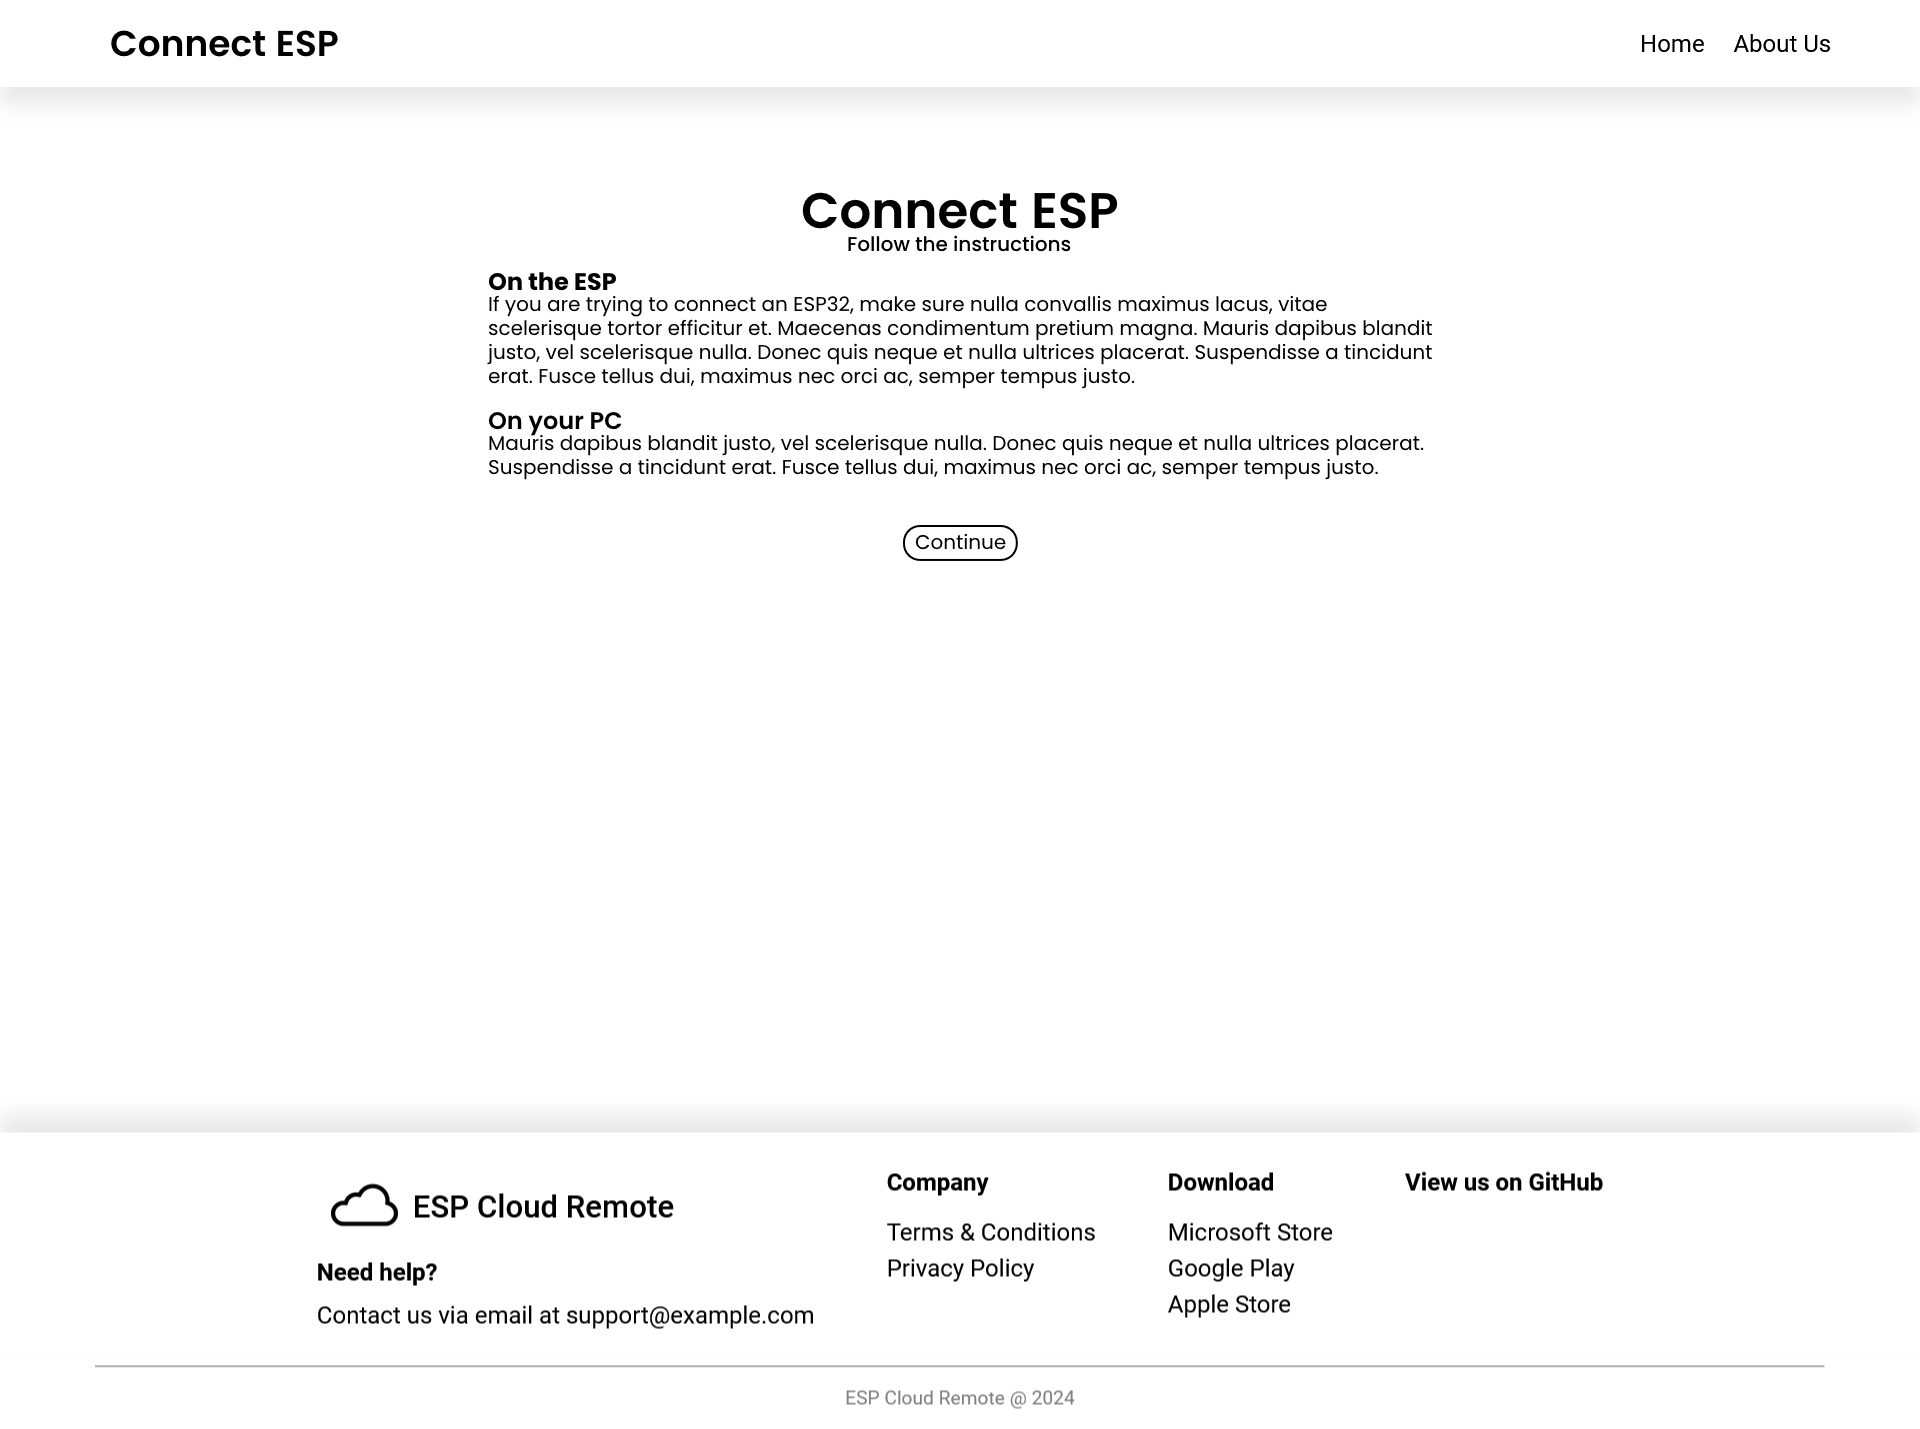 Connect ESP
Home
About Us
Connect ESP
Follow the instructions
On the ESP
If you are trying to connect an ESP32, make sure nulla convallis maximus lacus, vitae
scelerisque tortor efficitur et. Maecenas condimentum pretium magna. Mauris dapibus blandit
justo, vel scelerisque nulla. Donec quis neque et nulla ultrices placerat. Suspendisse a tincidunt
erat. Fusce tellus dui, maximus nec orci ac, semper tempus justo.
On your PC
Mauris dapibus blandit justo, vel scelerisque nulla. Donec quis neque et nulla ultrices placerat.
Suspendisse a tincidunt erat. Fusce tellus dui, maximus nec orci ac, semper tempus justo.
Continue
ESP Cloud Remote
Need help?
Contact us via email at support@example.com
Company
Terms & Conditions
Privacy Policy
Download
Microsoft Store
Google Play
Apple Store
View us on GitHub
ESP Cloud Remote @ 2024